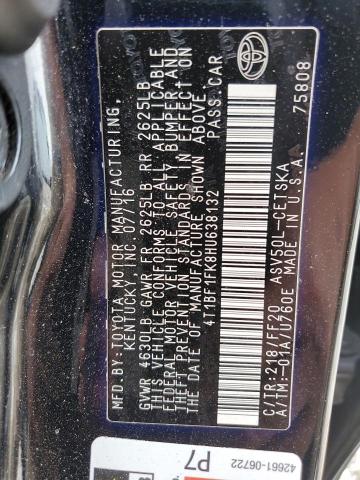 MFD. BY: TOYOTA MOTOR MANUFACTURING,
KENTUCKY, INC. 07/16
GVWR 4630LB GAWR FR 2625LB RR 2625LB
THIS VEHICLE CONFORMS TO ALL APPLICABLE
FEDERAL MOTOR VEHICLE SAFETY, BUMPER, AND
THEFT PREVENTION STANDARDS IN EFFECT ON
THE DATE OF MANUFACTURE SHOWN ABOVE.
4T1BF1FK8HU638132 PASS.CAR
TOYOTA
C/TR:218/FF20 ASV50L-CETSKA
A/TM:-01A/U760E MADE IN U.S.A.
75808
42661-06722
P7